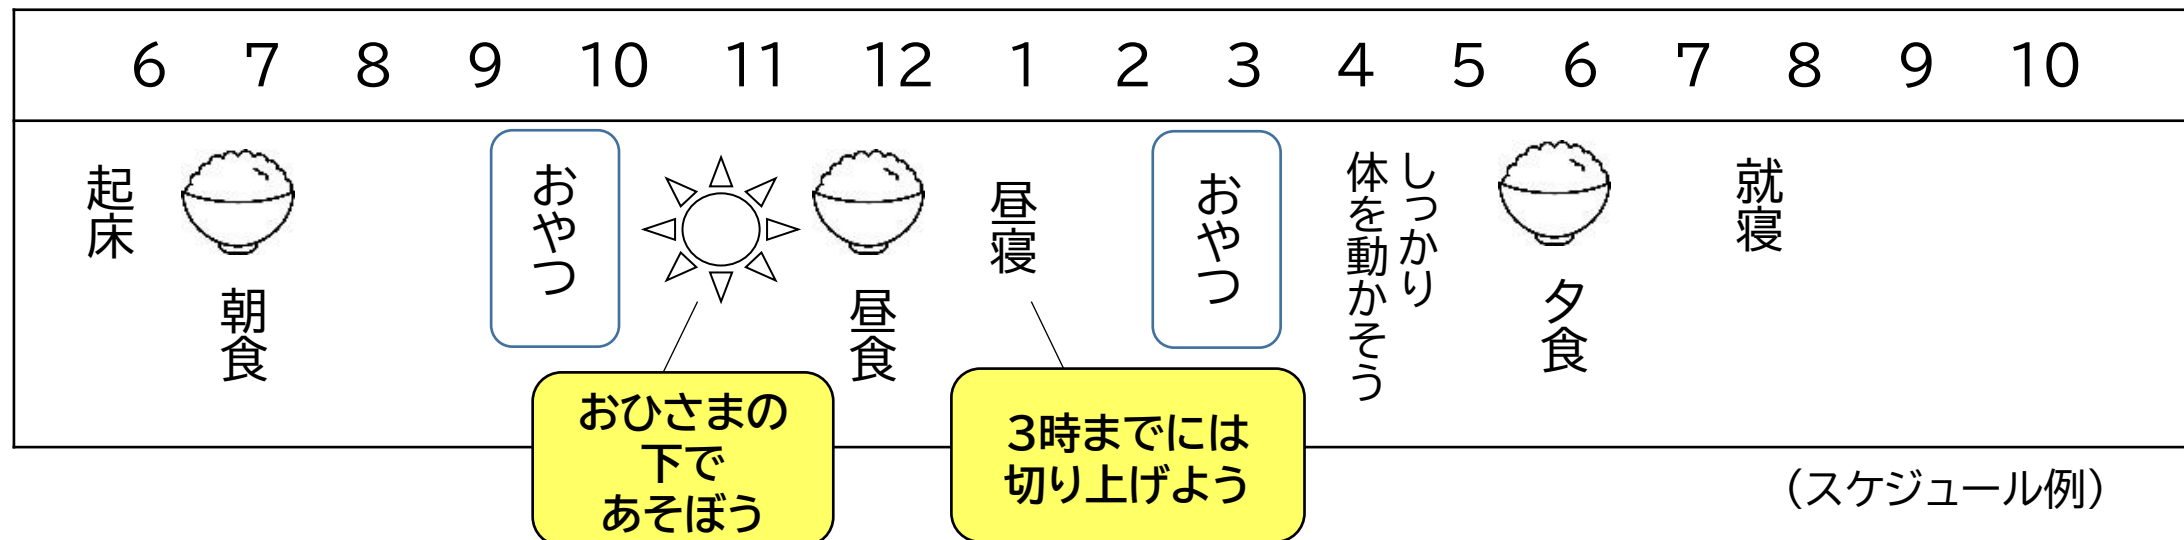 6 7 8 9 10 11 12 1 2 3 4 5 6 7 8 9 10
起床
朝食
おやつ
昼食
昼寝
おやつ
しっかり
体を動かそう
夕食
就寝
おひさまの
下で
あそぼう
3時までには
切り上げよう
(スケジュール例)